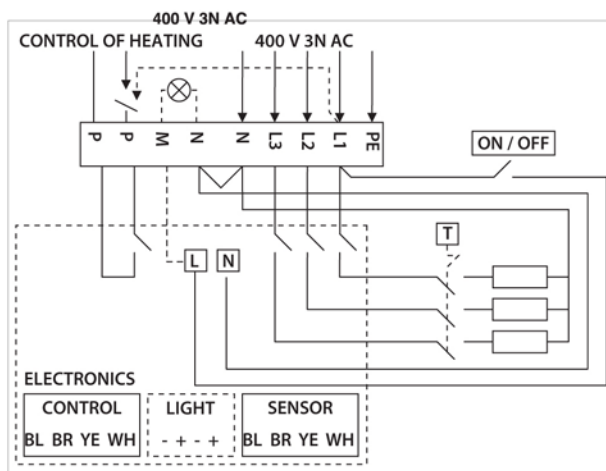 400 V 3N AC
CONTROL OF HEATING 400 V 3N AC
P P M N N L3 L2 L1 PE
ON / OFF
T
L N
ELECTRONICS
CONTROL LIGHT SENSOR
BL BR YE WH - + - + BL BR YE WH